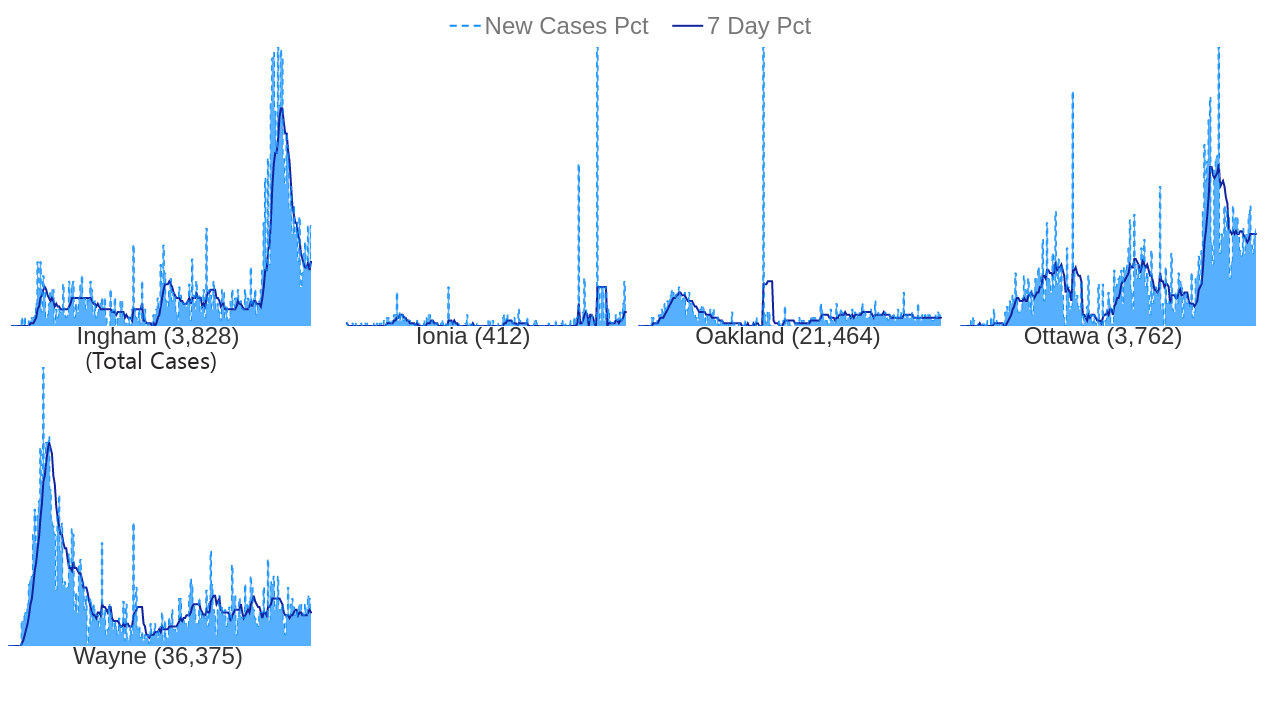 New Cases Pct 7 Day Pct
Ingham (3,828) Ionia (412) Oakland (21,464) Ottawa (3,762)
(Total Cases)
Wayne (36,375)